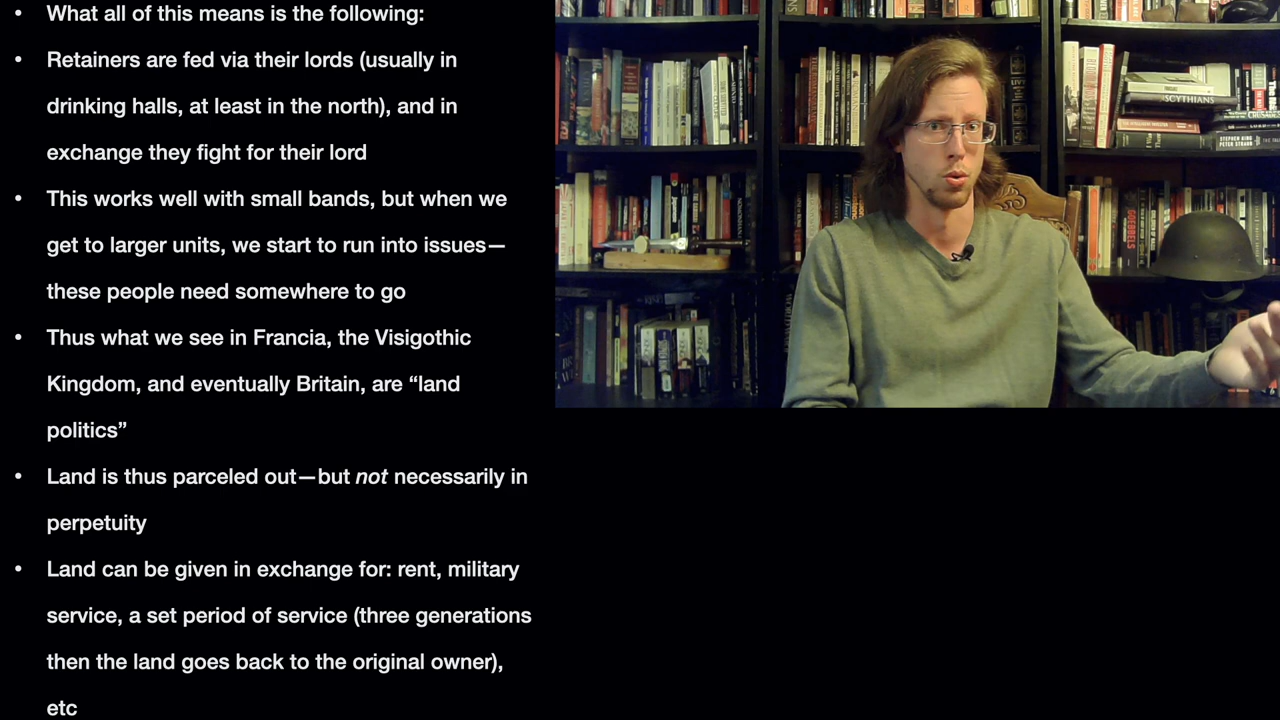 • What all of this means is the following:
• Retainers are fed via their lords (usually in
drinking halls, at least in the north), and in
exchange they fight for their lord
• This works well with small bands, but when we
get to larger units, we start to run into issues—
these people need somewhere to go
• Thus what we see in Francia, the Visigothic
Kingdom, and eventually Britain, are “land
politics”
• Land is thus parceled out—but not necessarily in
perpetuity
• Land can be given in exchange for: rent, military
service, a set period of service (three generations
then the land goes back to the original owner),
etc
SCYTHIANS
STEPHEN KING
PETER STRAUB
GOEBBELS